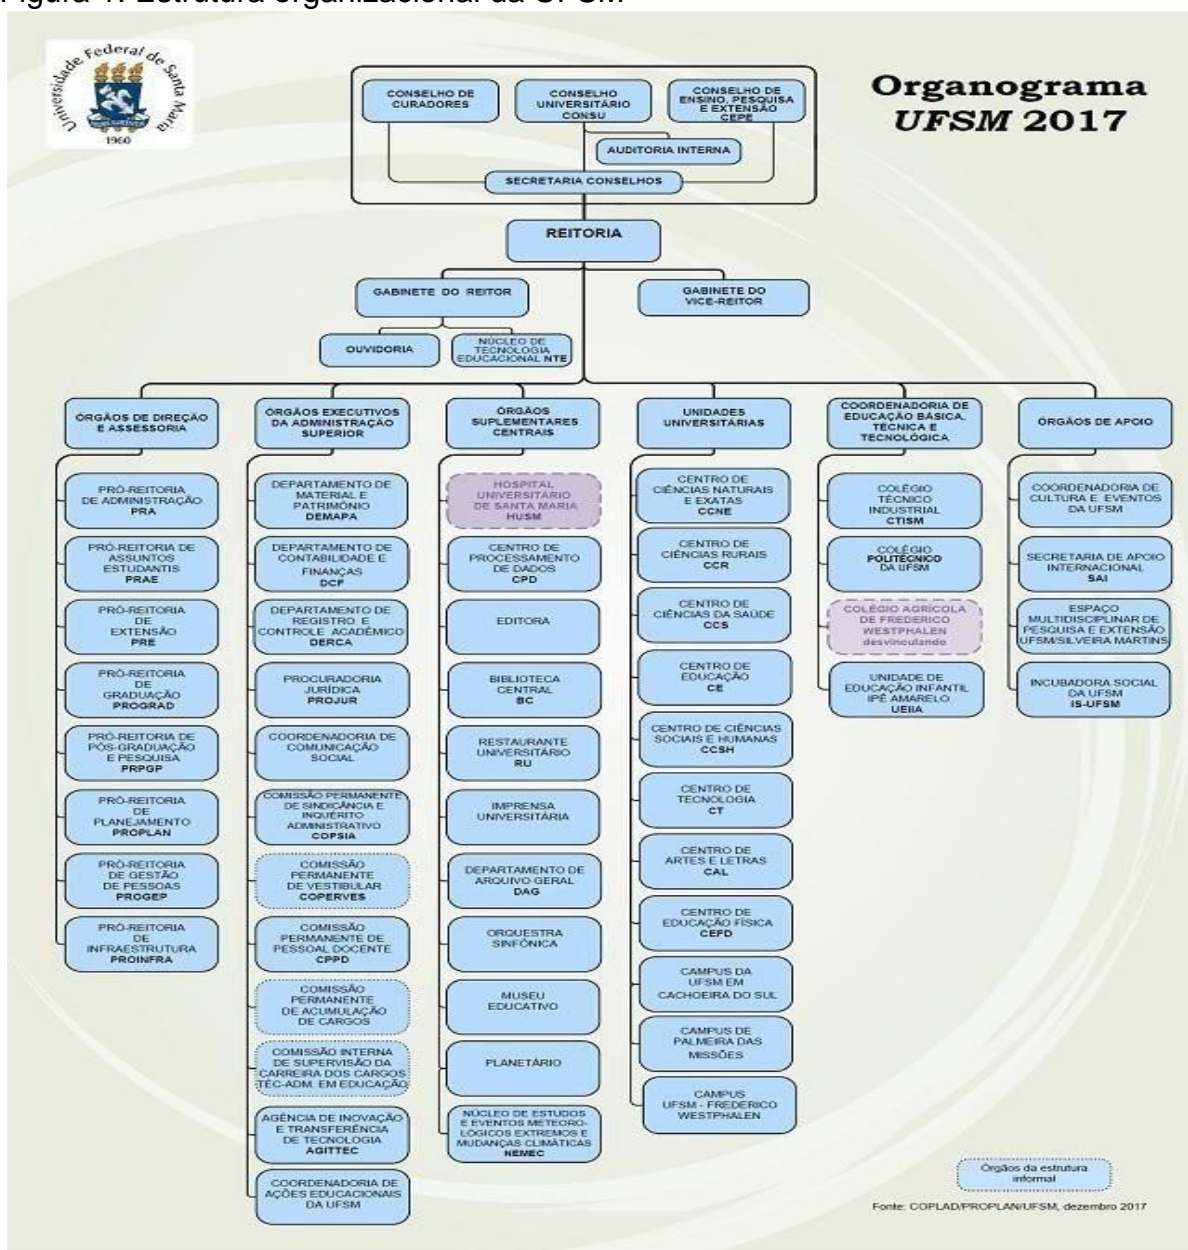 Figura 1: Estrutura organizacional da UFSM
Universidade Federal de Santa Maria
1960
Organograma
UFSM 2017
CONSELHO DE
CURADORES
CONSELHO
UNIVERSITÁRIO
CONSU
CONSELHO DE
ENSINO, PESQUISA
E EXTENSÃO
CEPE
AUDITORIA INTERNA
SECRETARIA CONSELHOS
REITORIA
GABINETE DO REITOR
GABINETE DO
VICE-REITOR
OUVIDORIA
NÚCLEO DE
TECNOLOGIA
EDUCACIONAL NTE
ÓRGÃOS DE DIREÇÃO
E ASSESSORIA
PRÓ-REITORIA
DE ADMINISTRAÇÃO
PRA
PRÓ-REITORIA DE
ASSUNTOS
ESTUDANTIS
PRAE
PRÓ-REITORIA
DE
EXTENSÃO
PRE
PRÓ-REITORIA
DE
GRADUAÇÃO
PROGRAD
PRÓ-REITORIA DE
PÓS-GRADUAÇÃO
E PESQUISA
PRPGP
PRÓ-REITORIA
DE
PLANEJAMENTO
PROPLAN
PRÓ-REITORIA
DE GESTÃO
DE PESSOAS
PROGEP
PRÓ-REITORIA
DE
INFRAESTRUTURA
PROINFRA
ÓRGÃOS EXECUTIVOS
DA ADMINISTRAÇÃO
SUPERIOR
DEPARTAMENTO DE
MATERIAL E
PATRIMÔNIO
DEMAPA
DEPARTAMENTO DE
CONTABILIDADE E
FINANÇAS
DCF
DEPARTAMENTO DE
REGISTRO E
CONTROLE ACADÊMICO
DERCA
PROCURADORIA
JURÍDICA
PROJUR
COORDENADORIA DE
COMUNICAÇÃO
SOCIAL
COMISSÃO PERMANENTE
DE SINDICÂNCIA E
INQUÉRITO
ADMINISTRATIVO
COPSIA
COMISSÃO
PERMANENTE
DE VESTIBULAR
COPERVES
COMISSÃO
PERMANENTE DE
PESSOAL DOCENTE
CPPD
COMISSÃO
PERMANENTE
DE ACUMULAÇÃO
DE CARGOS
COMISSÃO INTERNA
DE SUPERVISÃO DA
CARREIRA DOS CARGOS
TÉC-ADM. EM EDUCAÇÃO
AGÊNCIA DE INOVAÇÃO
E TRANSFERÊNCIA
DE TECNOLOGIA
AGITTEC
COORDENADORIA DE
AÇÕES EDUCACIONAIS
DA UFSM
ÓRGÃOS
SUPLEMENTARES
CENTRAIS
HOSPITAL
UNIVERSITÁRIO
DE SANTA MARIA
HUSM
CENTRO DE
PROCESSAMENTO
DE DADOS
CPD
EDITORA
BIBLIOTECA
CENTRAL
BC
RESTAURANTE
UNIVERSITÁRIO
RU
IMPRENSA
UNIVERSITÁRIA
DEPARTAMENTO DE
ARQUIVO GERAL
DAG
ORQUESTRA
SINFÔNICA
MUSEU
EDUCATIVO
PLANETÁRIO
NÚCLEO DE ESTUDOS
E EVENTOS METEORO-
LÓGICOS EXTREMOS E
MUDANÇAS CLIMÁTICAS
NEMEC
UNIDADES
UNIVERSITÁRIAS
CENTRO DE
CIÊNCIAS NATURAIS
E EXATAS
CCNE
CENTRO DE
CIÊNCIAS RURAIS
CCR
CENTRO DE
CIÊNCIAS DA SAÚDE
CCS
CENTRO DE
EDUCAÇÃO
CE
CENTRO DE CIÊNCIAS
SOCIAIS E HUMANAS
CCSH
CENTRO DE
TECNOLOGIA
CT
CENTRO DE
ARTES E LETRAS
CAL
CENTRO DE
EDUCAÇÃO FÍSICA
CEFD
CAMPUS DA
UFSM EM
CACHOEIRA DO SUL
CAMPUS DE
PALMEIRA DAS
MISSÕES
CAMPUS
UFSM - FREDERICO
WESTPHALEN
COORDENADORIA DE
EDUCAÇÃO BÁSICA,
TÉCNICA E
TECNOLÓGICA
COLÉGIO
TÉCNICO
INDUSTRIAL
CTISM
COLÉGIO
POLITÉCNICO
DA UFSM
COLÉGIO AGRÍCOLA
DE FREDERICO
WESTPHALEN
desvinculando
UNIDADE DE
EDUCAÇÃO INFANTIL
IPÊ AMARELO
UEIIA
ÓRGÃOS DE APOIO
COORDENADORIA DE
CULTURA E EVENTOS
DA UFSM
SECRETARIA DE APOIO
INTERNACIONAL
SAI
ESPAÇO
MULTIDISCIPLINAR DE
PESQUISA E EXTENSÃO
UFSM/SILVEIRA MARTINS
INCUBADORA SOCIAL
DA UFSM
IS-UFSM
Órgãos da estrutura
informal
Fonte: COPLAD/PROPLAN/UFSM, dezembro 2017